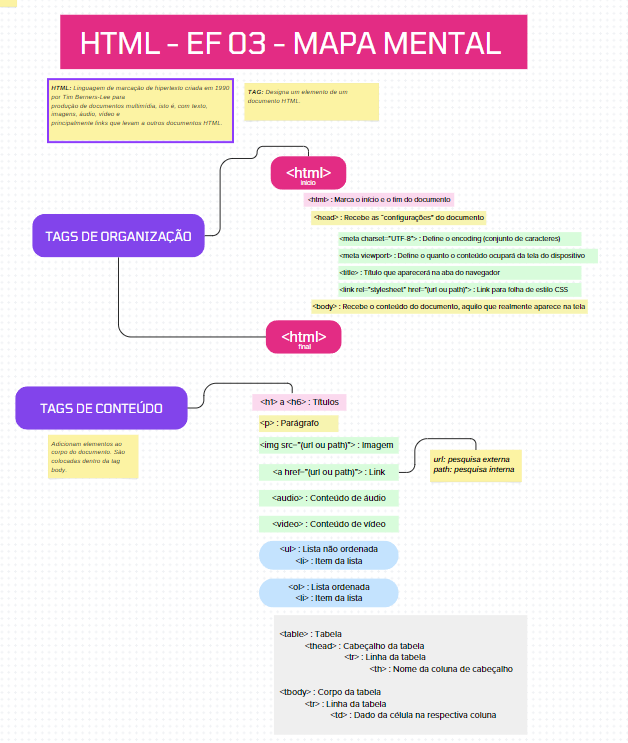 HTML - EF 03 - MAPA MENTAL
HTML: Linguagem de marcação de hipertexto criada em 1990
por Tim Berners-Lee para
produção de documentos multimídia, isto é, com texto,
imagens, áudio, vídeo e
principalmente links que levam a outros documentos HTML.
TAG: Designa um elemento de um
documento HTML.
<html>
início
<html> : Marca o início e o fim do documento
<head> : Recebe as "configurações" do documento
TAGS DE ORGANIZAÇÃO
<meta charset="UTF-8"> : Define o encoding (conjunto de caracteres)
<meta viewport> : Define o quanto o conteúdo ocupará da tela do dispositivo
<title> : Título que aparecerá na aba do navegador
<link rel="stylesheet" href="(url ou path)"> : Link para folha de estilo CSS
<body> : Recebe o conteúdo do documento, aquilo que realmente aparece na tela
<html>
final
TAGS DE CONTEÚDO
<h1> a <h6> : Títulos
<p> : Parágrafo
Adicionam elementos ao
corpo do documento. São
colocadas dentro da tag
body.
<img src="(url ou path)"> : Imagem
<a href="(url ou path)"> : Link
url: pesquisa externa
path: pesquisa interna
<audio> : Conteúdo de áudio
<video> : Conteúdo de vídeo
<ul> : Lista não ordenada
<li> : Item da lista
<ol> : Lista ordenada
<li> : Item da lista
<table> : Tabela
<thead> : Cabeçalho da tabela
<tr> : Linha da tabela
<th> : Nome da coluna de cabeçalho
<tbody> : Corpo da tabela
<tr> : Linha da tabela
<td> : Dado da célula na respectiva coluna